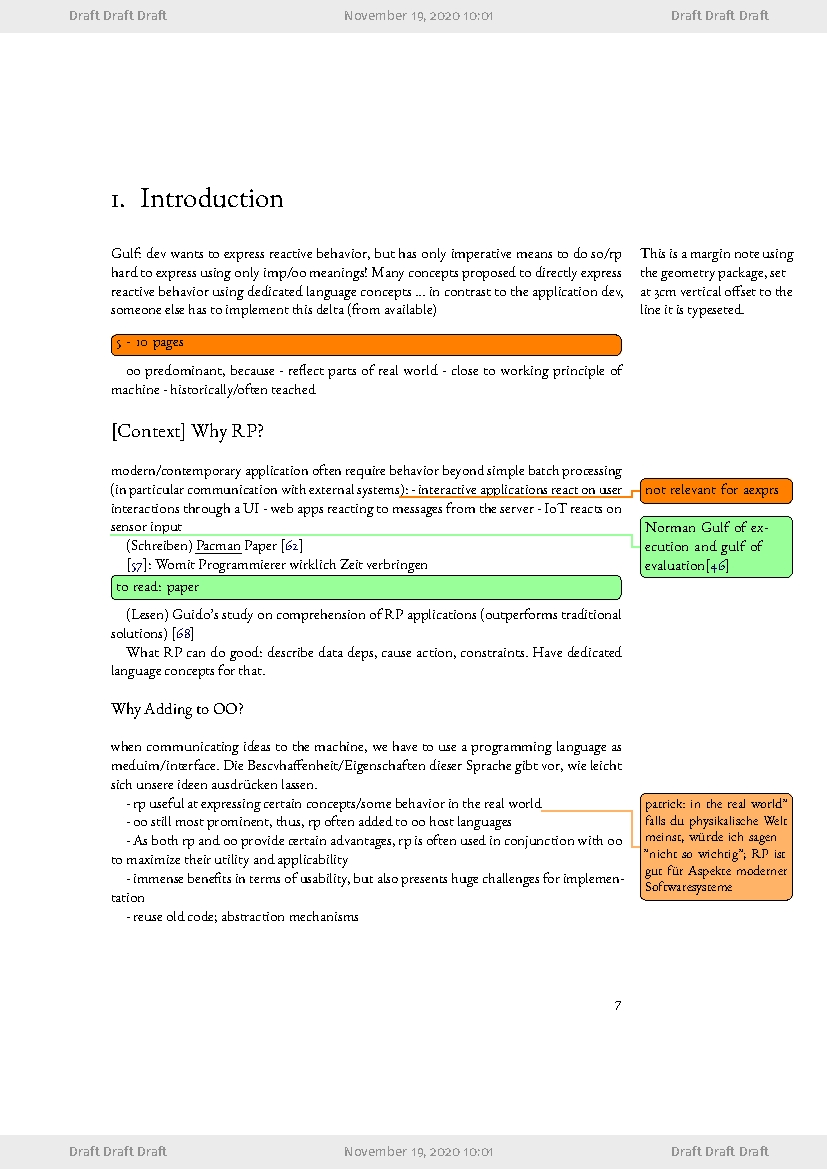 Draft Draft Draft November 19, 2020 10:01 Draft Draft Draft
1. Introduction
Gulf: dev wants to express reactive behavior, but has only imperative means to do so/rp
hard to express using only imp/oo meanings! Many concepts proposed to directly express
reactive behavior using dedicated language concepts ... in contrast to the application dev,
someone else has to implement this delta (from available)
This is a margin note using
the geometry package, set
at 3cm vertical offset to the
line it is typeseted.
5 - 10 pages
oo predominant, because - reflect parts of real world - close to working principle of
machine - historically/often teached
[Context] Why RP?
modern/contemporary application often require behavior beyond simple batch processing
(in particular communication with external systems): - interactive applications react on user
interactions through a UI - web apps reacting to messages from the server - IoT reacts on
sensor input
not relevant for aexprs
Norman Gulf of ex-
ecution and gulf of
evaluation[46]
(Schreiben) Pacman Paper [62]
[57]: Womit Programmierer wirklich Zeit verbringen
to read: paper
(Lesen) Guido's study on comprehension of RP applications (outperforms traditional
solutions) [68]
What RP can do good: describe data deps, cause action, constraints. Have dedicated
language concepts for that.
Why Adding to OO?
when communicating ideas to the machine, we have to use a programming language as
meduim/interface. Die Bescvhaffenheit/Eigenschaften dieser Sprache gibt vor, wie leicht
sich unsere ideen ausdrücken lassen.
- rp useful at expressing certain concepts/some behavior in the real world
- oo still most prominent, thus, rp often added to oo host languages
- As both rp and oo provide certain advantages, rp is often used in conjunction with oo
to maximize their utility and applicability
- immense benefits in terms of usability, but also presents huge challenges for implemen-
tation
- reuse old code; abstraction mechanisms
patrick: in the real world"
falls du physikalische Welt
meinst, würde ich sagen
"nicht so wichtig"; RP ist
gut für Aspekte moderner
Softwaresysteme
7
Draft Draft Draft November 19, 2020 10:01 Draft Draft Draft